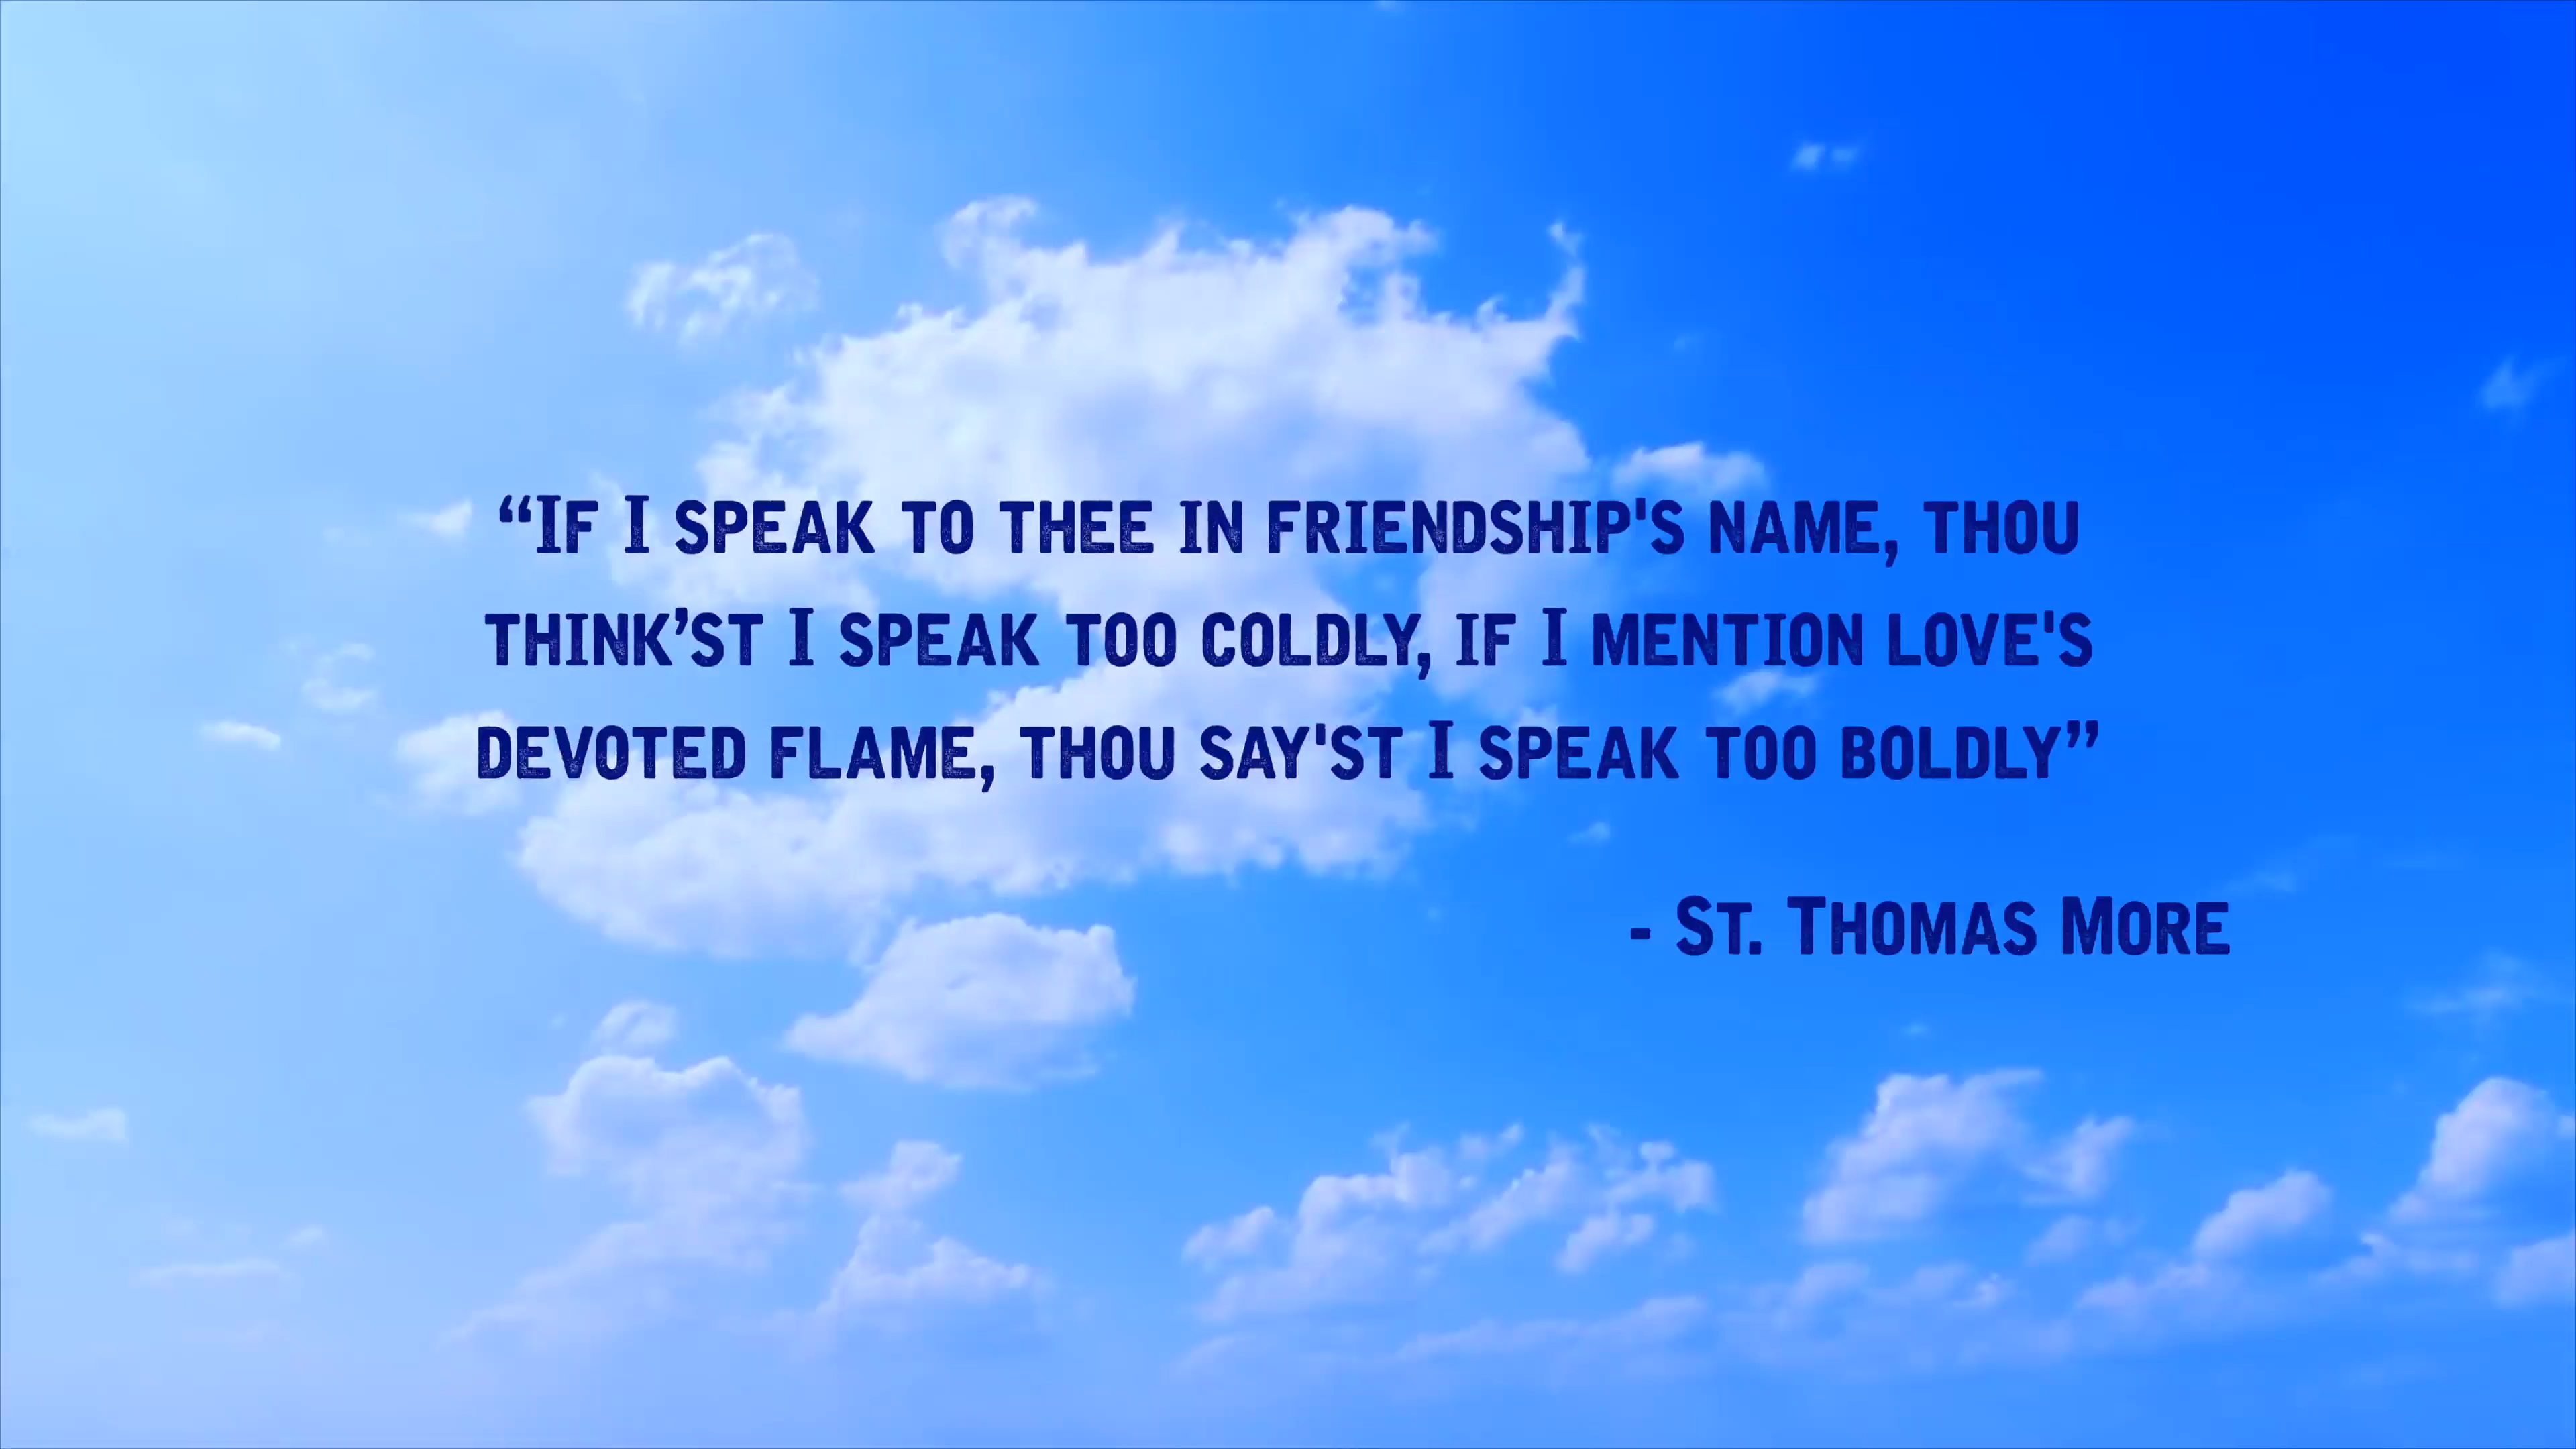 “If I speak to thee in friendship's name, thou
think’st I speak too coldly, if I mention love's
devoted flame, thou say'st I speak too boldly”
- St. Thomas More